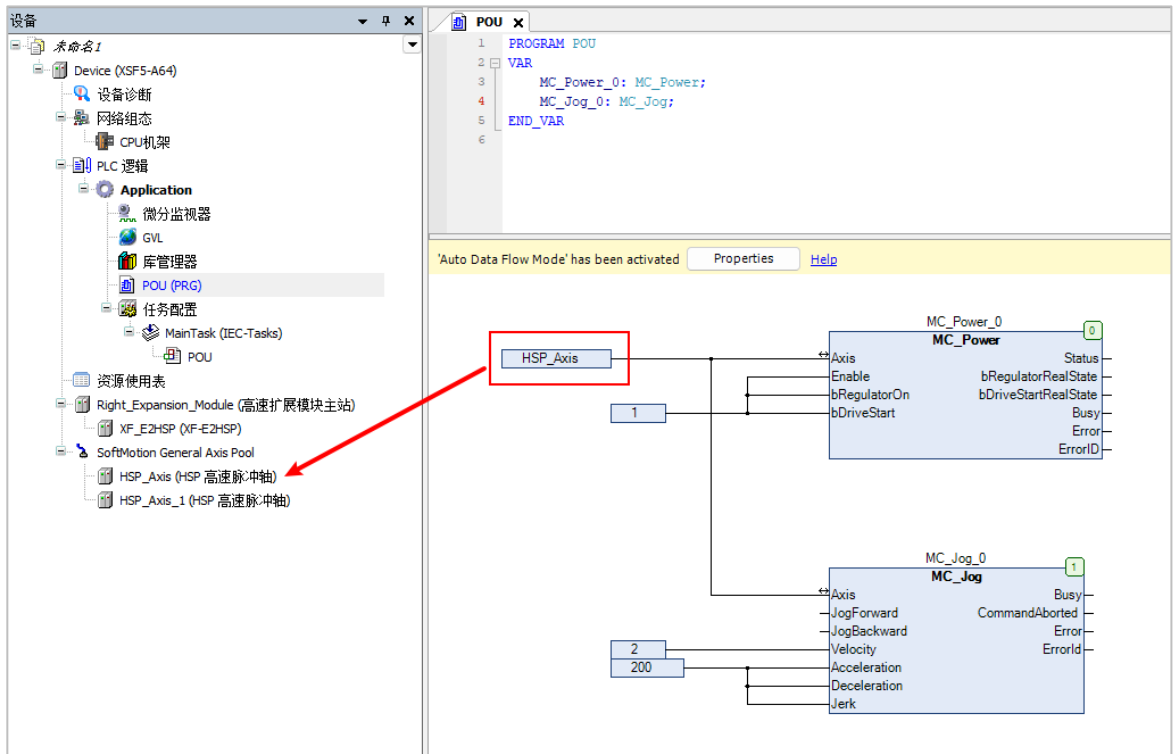 设备
未命名1
Device (XSF5-A64)
设备诊断
网络组态
CPU机架
PLC 逻辑
Application
微分监视器
GVL
库管理器
POU (PRG)
任务配置
MainTask (IEC-Tasks)
POU
资源使用表
Right_Expansion_Module (高速扩展模块主站)
XF_E2HSP (XF-E2HSP)
SoftMotion General Axis Pool
HSP_Axis (HSP 高速脉冲轴)
HSP_Axis_1 (HSP 高速脉冲轴)
POU
1 PROGRAM POU
2 VAR
3 MC_Power_0: MC_Power;
4 MC_Jog_0: MC_Jog;
5 END_VAR
6
'Auto Data Flow Mode' has been activated Properties Help
MC_Power_0
0
MC_Power
HSP_Axis
Axis Status
Enable bRegulatorRealState
bRegulatorOn bDriveStartRealState
1 bDriveStart Busy
Error
ErrorID
MC_Jog_0
1
MC_Jog
Axis Busy
JogForward CommandAborted
JogBackward Error
2 Velocity ErrorId
200 Acceleration
Deceleration
Jerk